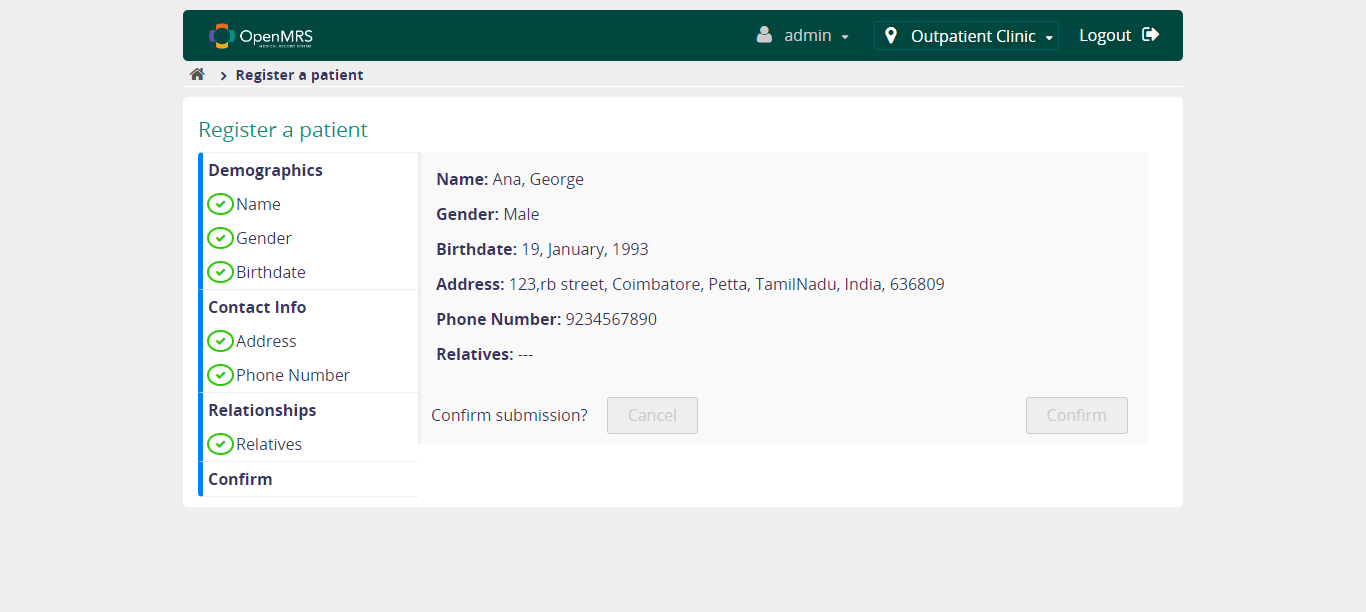 OpenMRS
MEDICAL RECORD SYSTEM
admin
Outpatient Clinic
Logout
Register a patient
Register a patient
Demographics
Name
Gender
Birthdate
Contact Info
Address
Phone Number
Relationships
Relatives
Confirm
Name: Ana, George
Gender: Male
Birthdate: 19, January, 1993
Address: 123,rb street, Coimbatore, Petta, TamilNadu, India, 636809
Phone Number: 9234567890
Relatives: ---
Confirm submission?
Cancel
Confirm